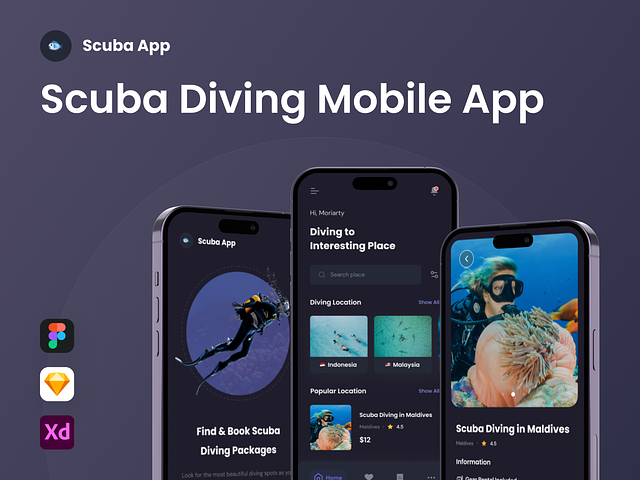 Scuba App
Scuba Diving Mobile App
Scuba App
Find & Book Scuba
Diving Packages
Look for the most beautiful diving spots as yo
Hi, Moriarty
Diving to
Interesting Place
Search place
Diving Location
Show All
Indonesia
Malaysia
Popular Location
Show All
Scuba Diving in Maldives
Maldives
4.5
$12
Home
Scuba Diving in Maldives
Maldives
4.5
Information
Gear Rental Included
Xd